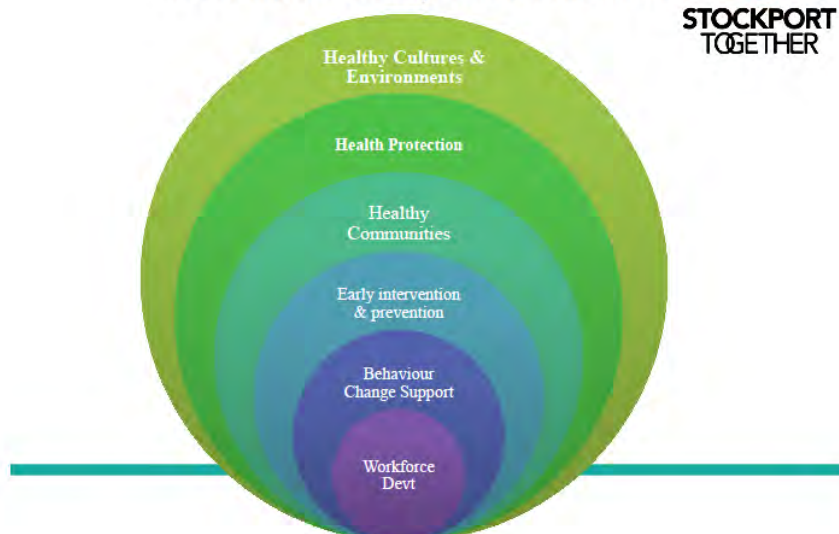 STOCKPORT
TOGETHER
Healthy Cultures &
Environments
Health Protection
Healthy
Communities
Early intervention
& prevention
Behaviour
Change Support
Workforce
Devt